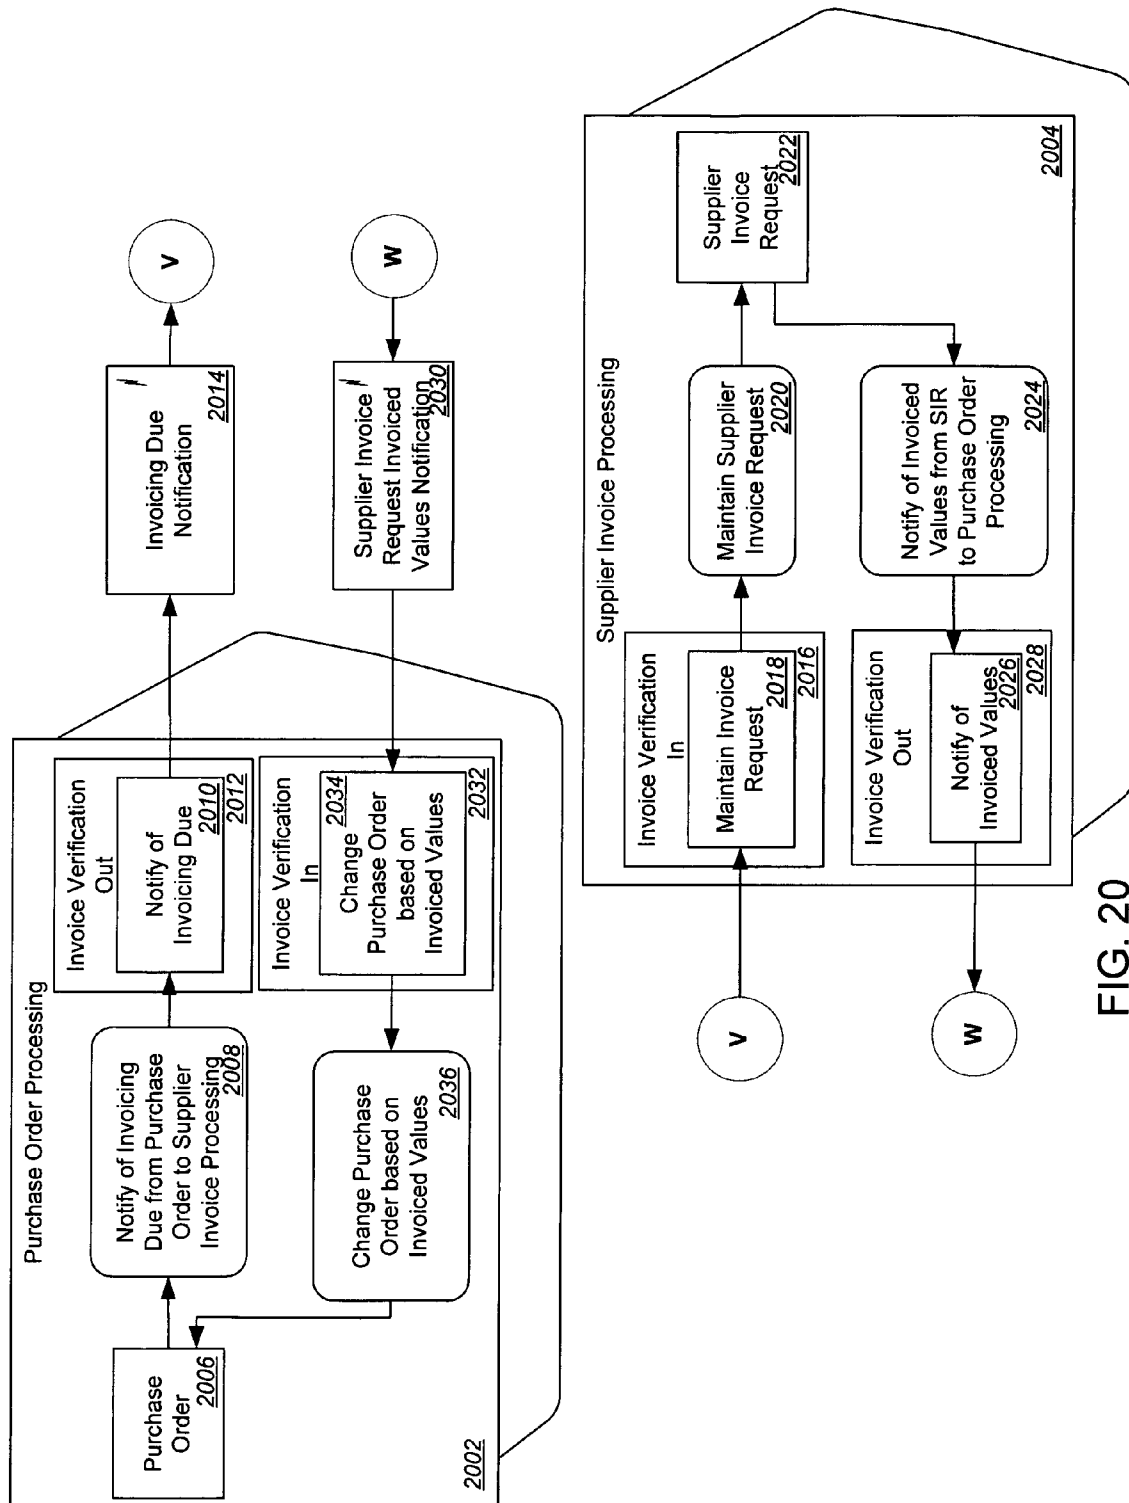 Purchase Order Processing
Purchase
Order
2006
Notify of Invoicing
Due from Purchase
Order to Supplier
Invoice Processing
2008
Invoice Verification
Out
Notify of
Invoicing Due
2010
2012
Invoicing Due
Notification
2014
V
Change Purchase
Order based on
Invoiced Values
2036
Invoice Verification
In
2034
Change
Purchase Order
based on
Invoiced Values
2032
Supplier Invoice
Request Invoiced
Values Notification
2030
W
2002
Supplier Invoice Processing
V
Invoice Verification
In
Maintain Invoice
Request
2018
2016
Maintain Supplier
Invoice Request
2020
Supplier
Invoice
Request
2022
W
Invoice Verification
Out
Notify of
Invoiced Values
2026
2028
Notify of Invoiced
Values from SIR
to Purchase Order
Processing
2024
2004
FIG. 20